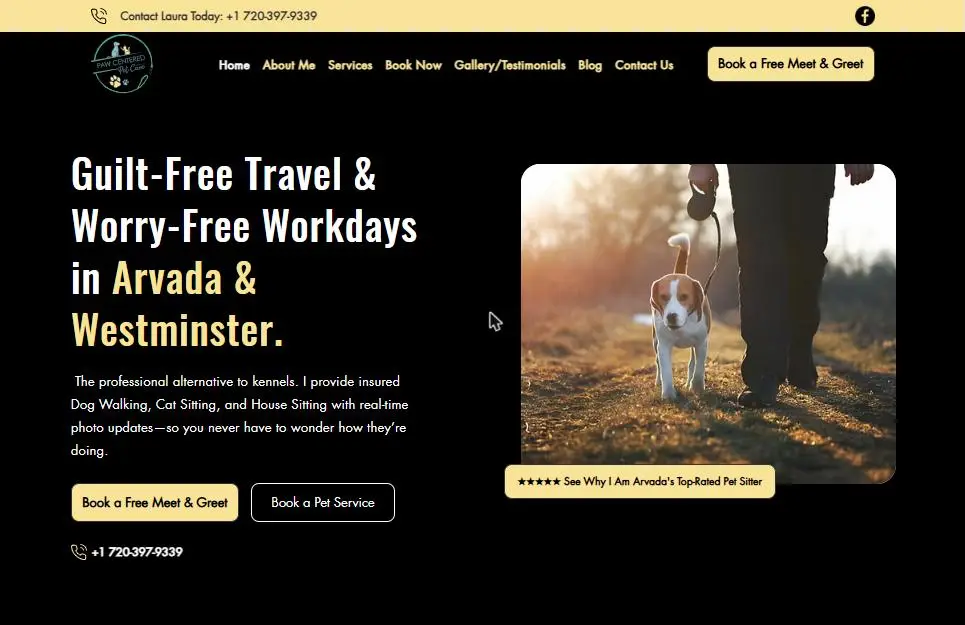 Contact Laura Today: +1 720-397-9339
PAW CENTERED
Pet Care
Home About Me Services Book Now Gallery/Testimonials Blog Contact Us
Book a Free Meet & Greet
Guilt-Free Travel &
Worry-Free Workdays
in Arvada &
Westminster.
The professional alternative to kennels. I provide insured
Dog Walking, Cat Sitting, and House Sitting with real-time
photo updates—so you never have to wonder how they’re
doing.
★★★★★ See Why I Am Arvada's Top-Rated Pet Sitter
Book a Free Meet & Greet
Book a Pet Service
+1 720-397-9339